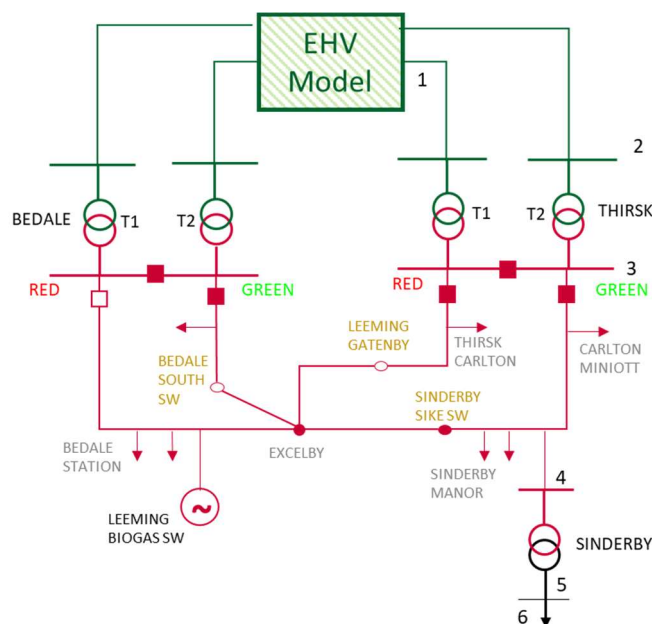 EHV
Model
1
2
BEDALE
T1
T2
T1
T2
THIRSK
3
RED
GREEN
RED
GREEN
LEEMING
GATENBY
THIRSK
CARLTON
CARLTON
MINIOTT
BEDALE
SOUTH
SW
SINDERBY
SIKE SW
BEDALE
STATION
EXCELBY
SINDERBY
MANOR
4
LEEMING
BIOGAS SW
~
SINDERBY
5
6